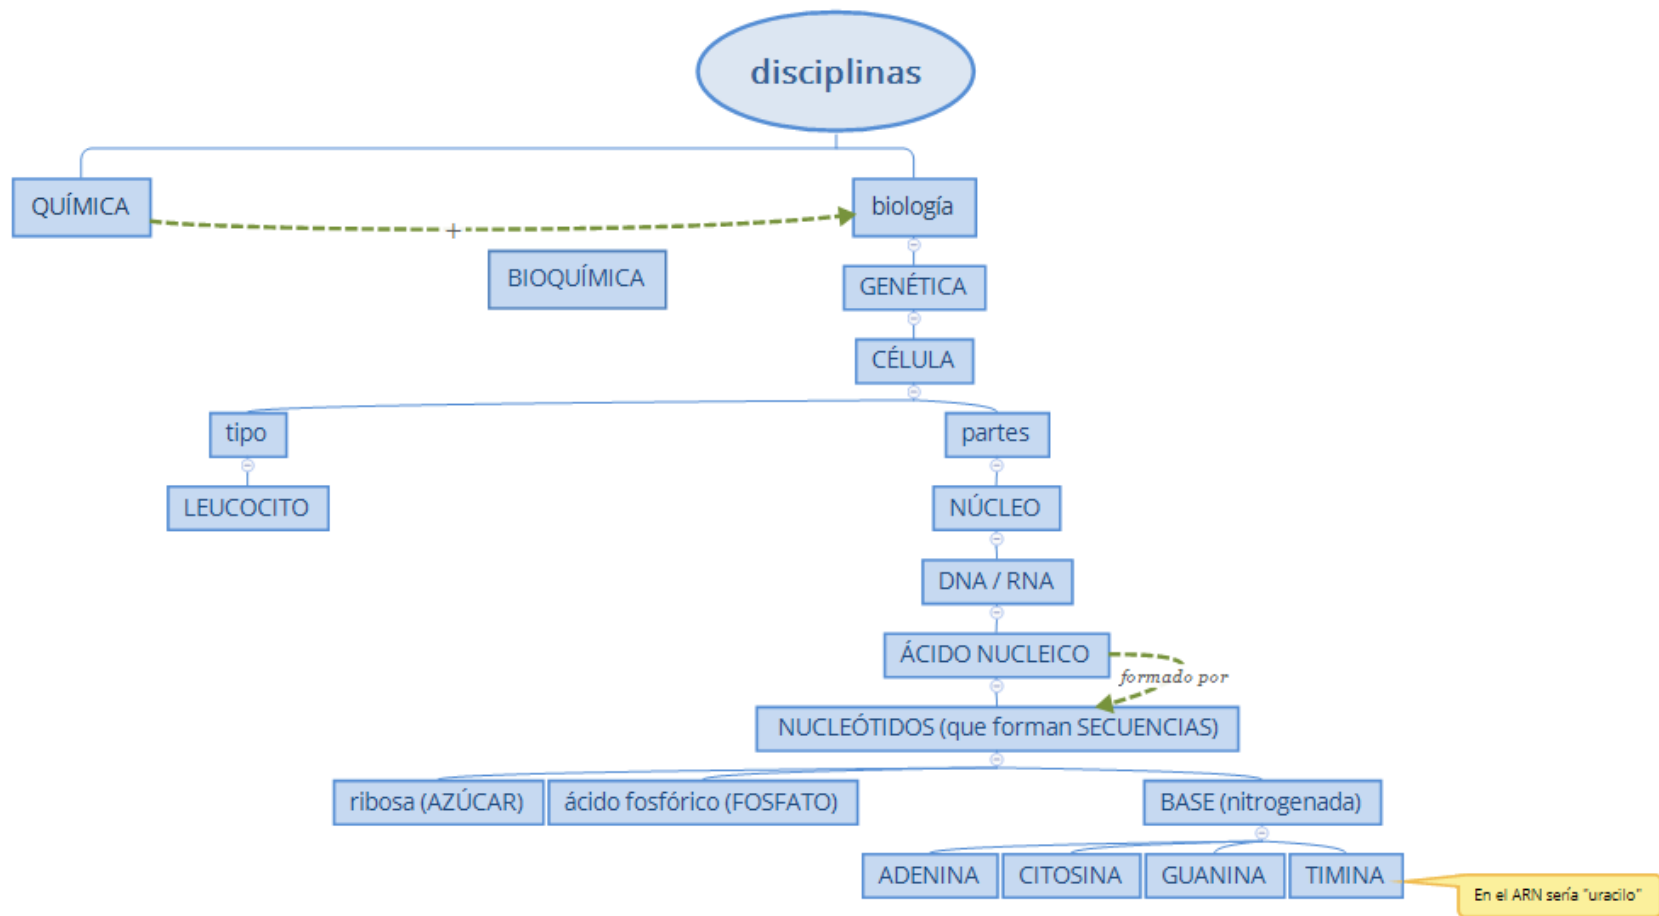 disciplinas
QUÍMICA
biología
+
BIOQUÍMICA
GENÉTICA
CÉLULA
tipo
partes
LEUCOCITO
NÚCLEO
DNA / RNA
ÁCIDO NUCLEICO
formado por
NUCLEÓTIDOS (que forman SECUENCIAS)
ribosa (AZÚCAR)
ácido fosfórico (FOSFATO)
BASE (nitrogenada)
ADENINA
CITOSINA
GUANINA
TIMINA
En el ARN sería "uracilo"